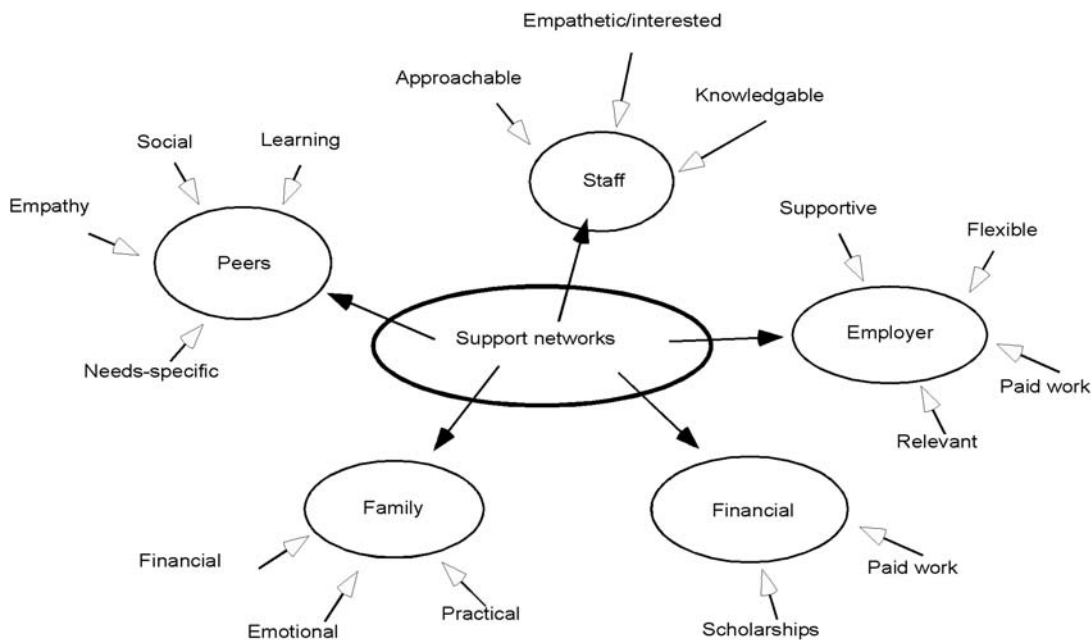 Empathetic/interested
Approachable
Knowledgable
Social
Learning
Staff
Empathy
Supportive
Flexible
Peers
Support networks
Employer
Needs-specific
Paid work
Relevant
Family
Financial
Financial
Paid work
Emotional
Practical
Scholarships